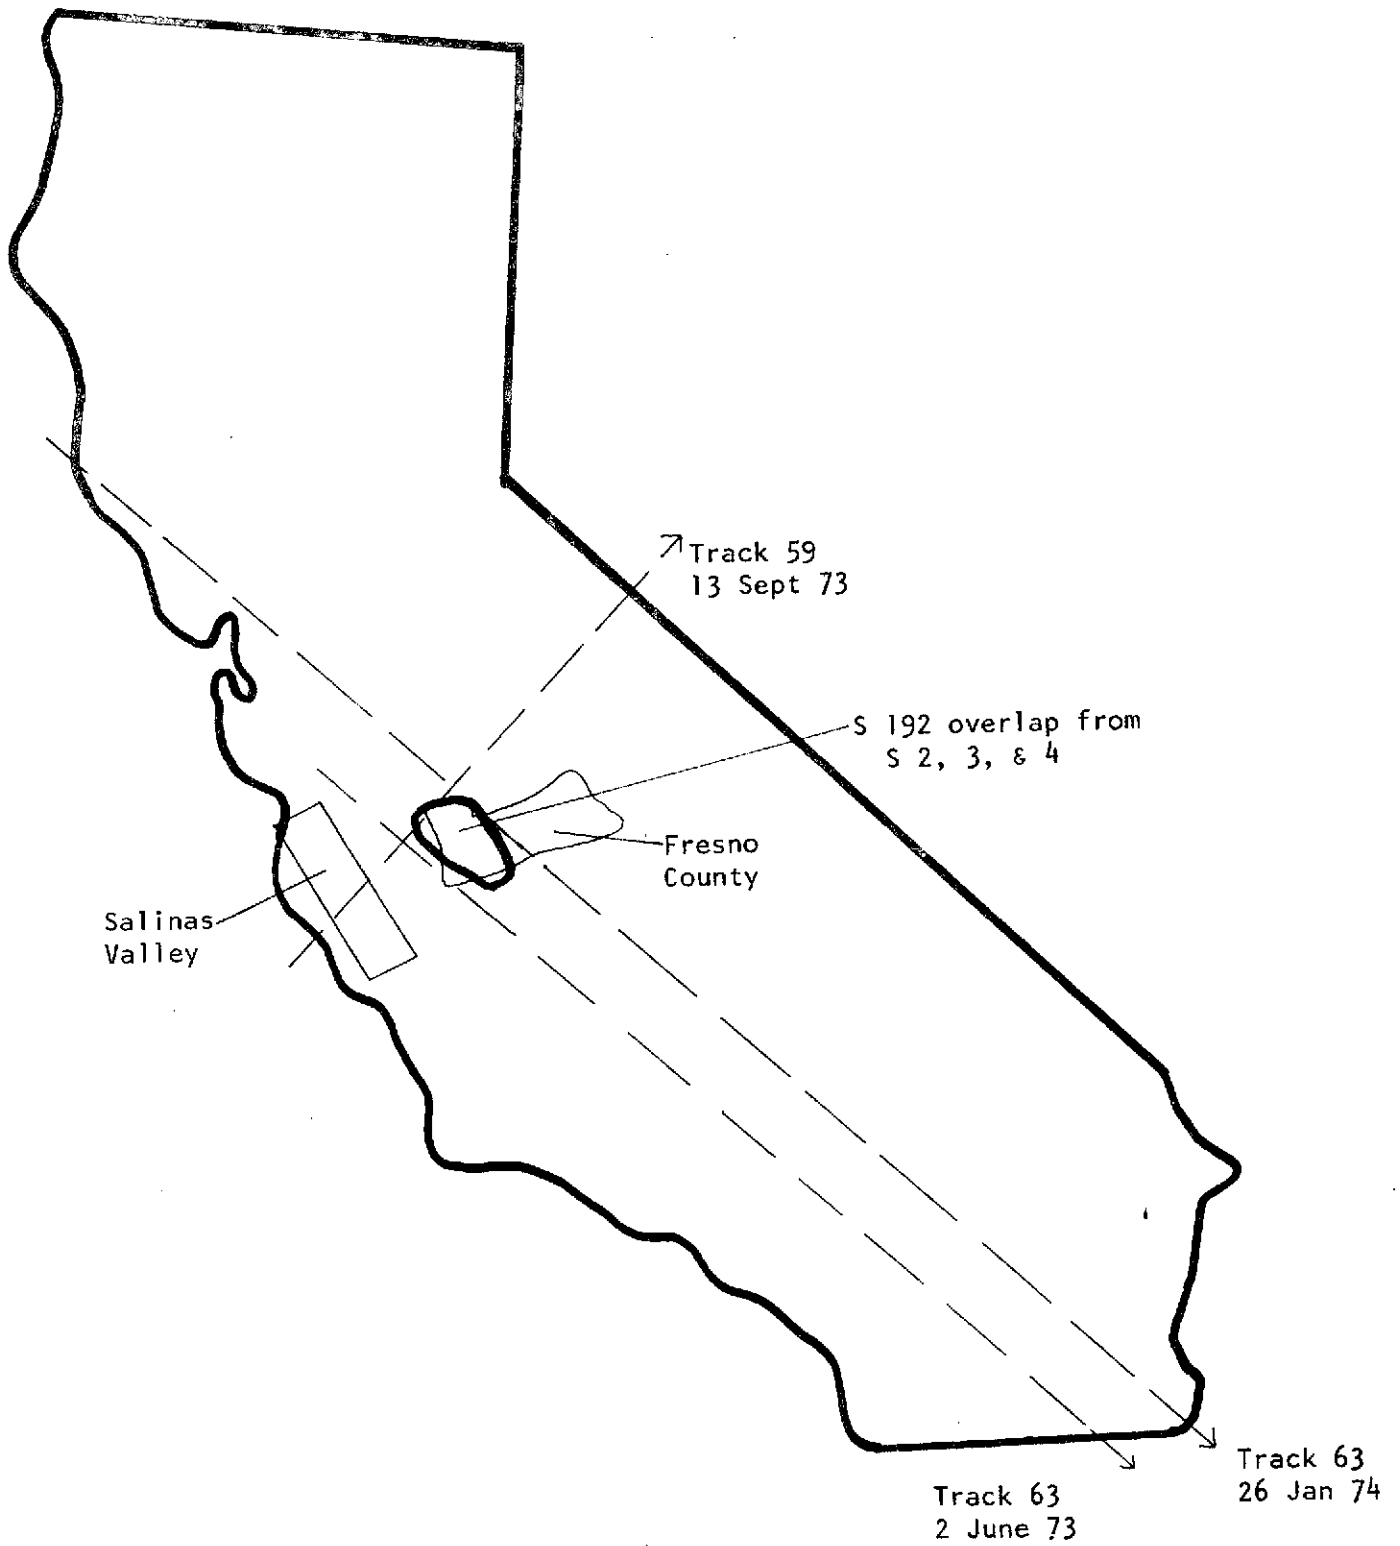 Track 59
13 Sept 73
S 192 overlap from
S 2, 3, & 4
Fresno
County
Salinas
Valley
Track 63
26 Jan 74
Track 63
2 June 73